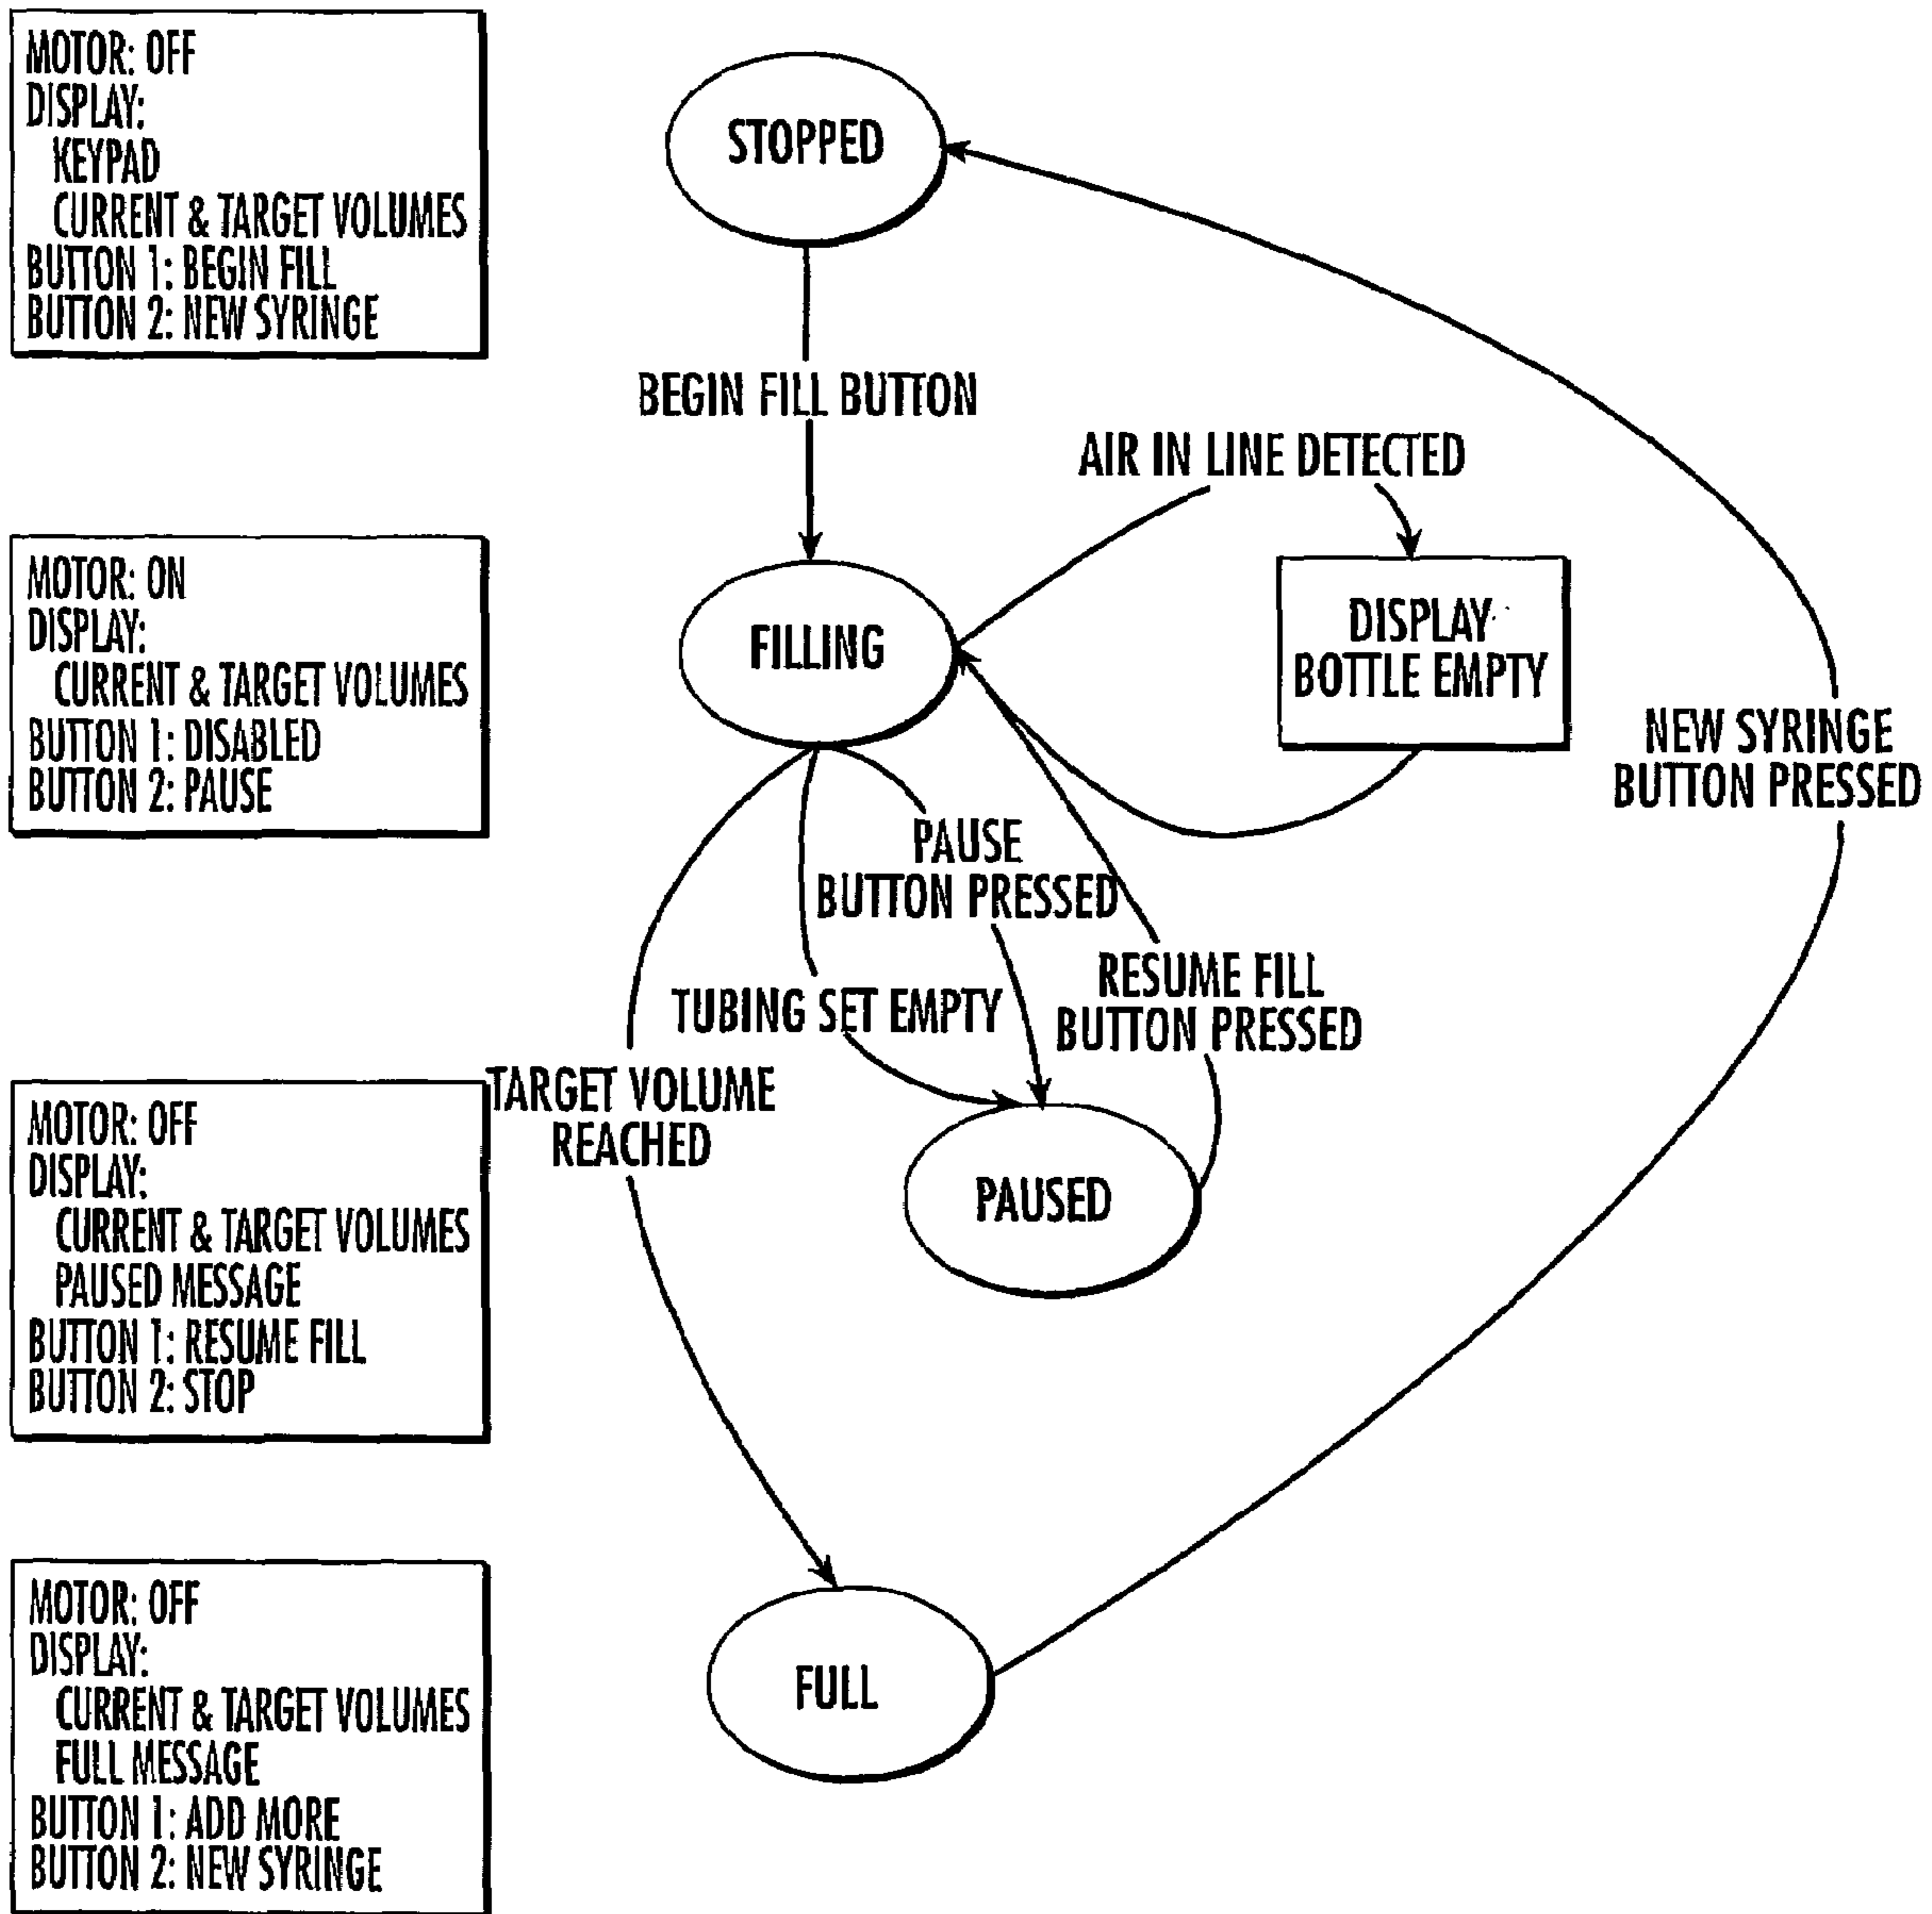 MOTOR: OFF
DISPLAY:
KEYPAD
CURRENT & TARGET VOLUMES
BUTTON 1: BEGIN FILL
BUTTON 2: NEW SYRINGE
STOPPED
BEGIN FILL BUTTON
AIR IN LINE DETECTED
MOTOR: ON
DISPLAY:
CURRENT & TARGET VOLUMES
BUTTON 1: DISABLED
BUTTON 2: PAUSE
FILLING
DISPLAY
BOTTLE EMPTY
NEW SYRINGE
BUTTON PRESSED
PAUSE
BUTTON PRESSED
RESUME FILL
BUTTON PRESSED
TUBING SET EMPTY
TARGET VOLUME
REACHED
MOTOR: OFF
DISPLAY:
CURRENT & TARGET VOLUMES
PAUSED MESSAGE
BUTTON 1: RESUME FILL
BUTTON 2: STOP
PAUSED
MOTOR: OFF
DISPLAY:
CURRENT & TARGET VOLUMES
FULL MESSAGE
BUTTON 1: ADD MORE
BUTTON 2: NEW SYRINGE
FULL